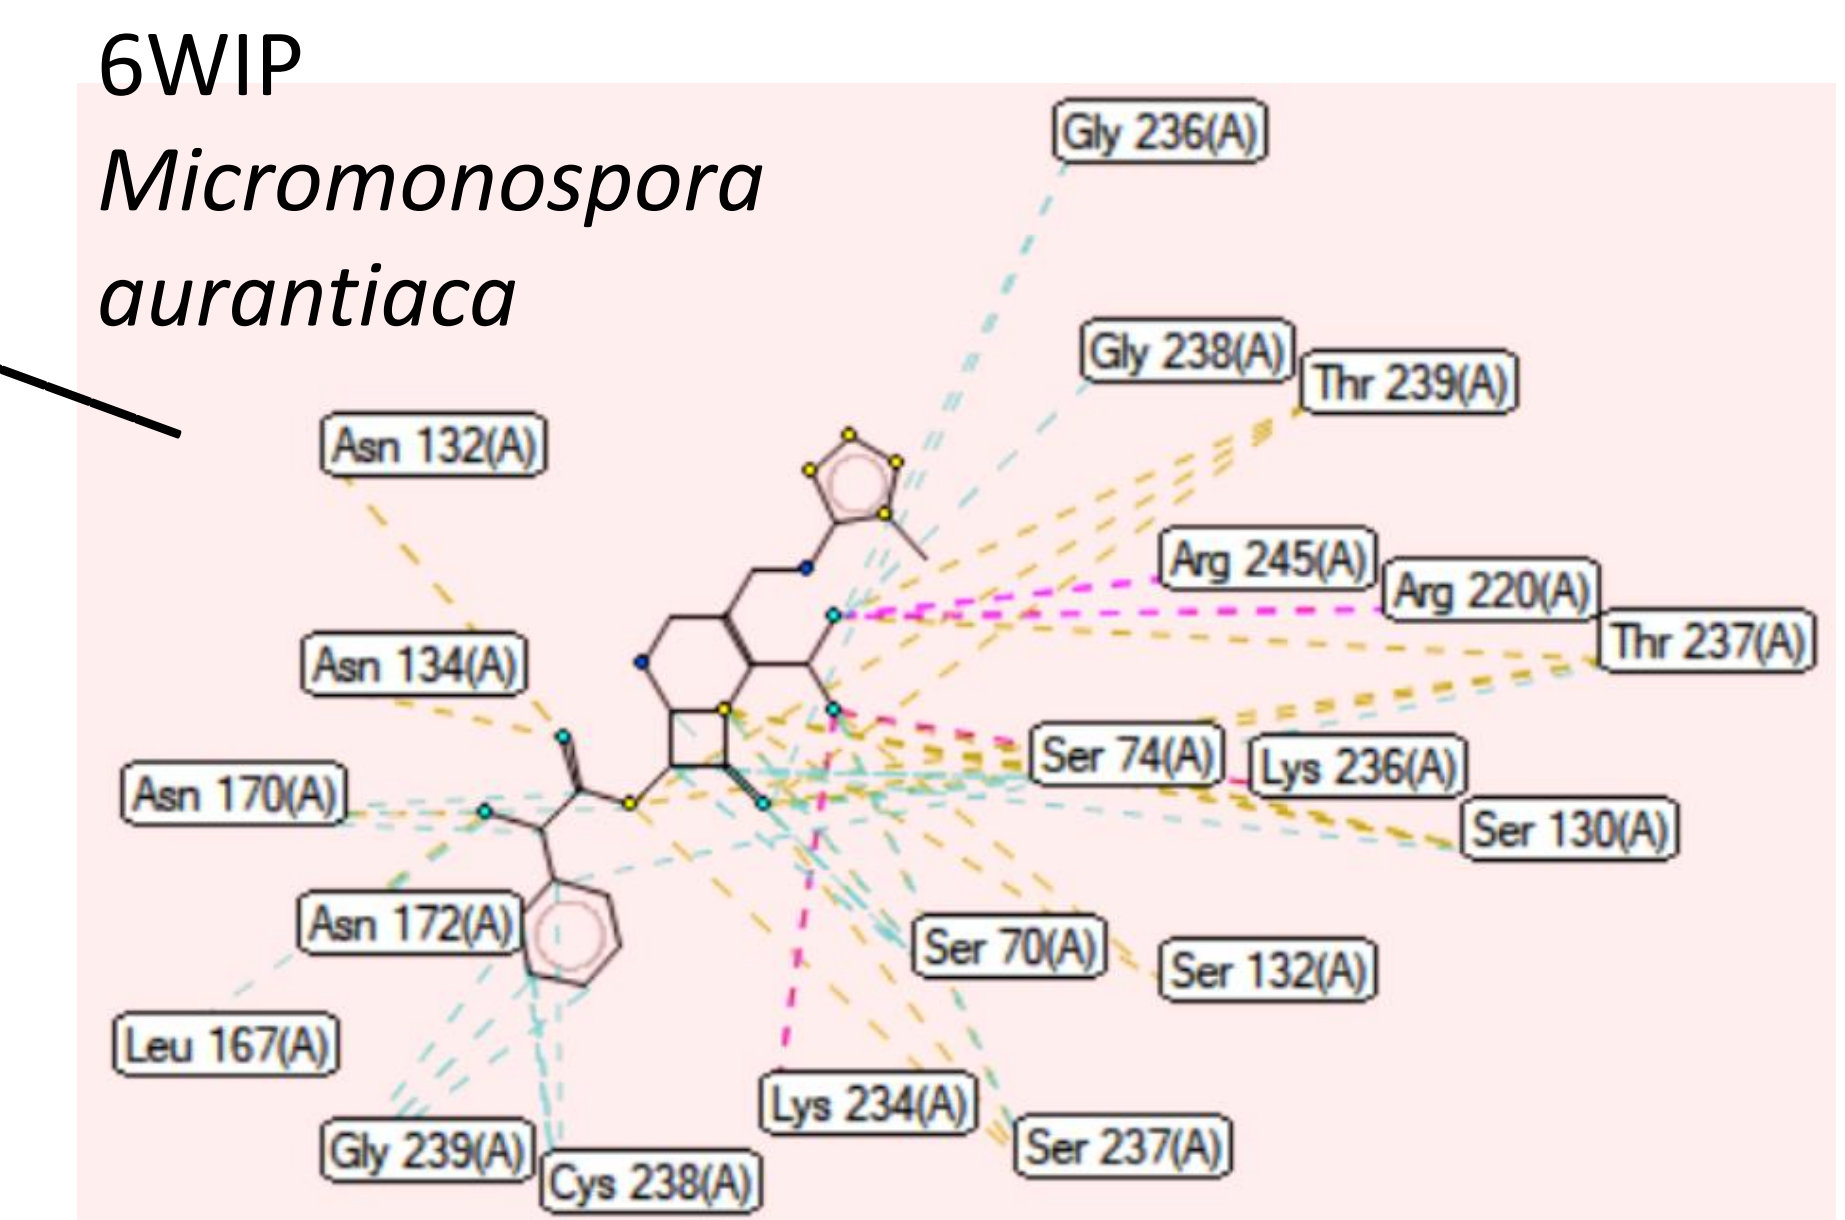 6WIP
Micromonospora
aurantiaca
Gly 236(A)
Gly 238(A)
Thr 239(A)
Asn 132(A)
Arg 245(A)
Arg 220(A)
Thr 237(A)
Asn 134(A)
Ser 74(A)
Lys 236(A)
Asn 170(A)
Ser 130(A)
Asn 172(A)
Ser 70(A)
Ser 132(A)
Leu 167(A)
Lys 234(A)
Gly 239(A)
Ser 237(A)
Cys 238(A)